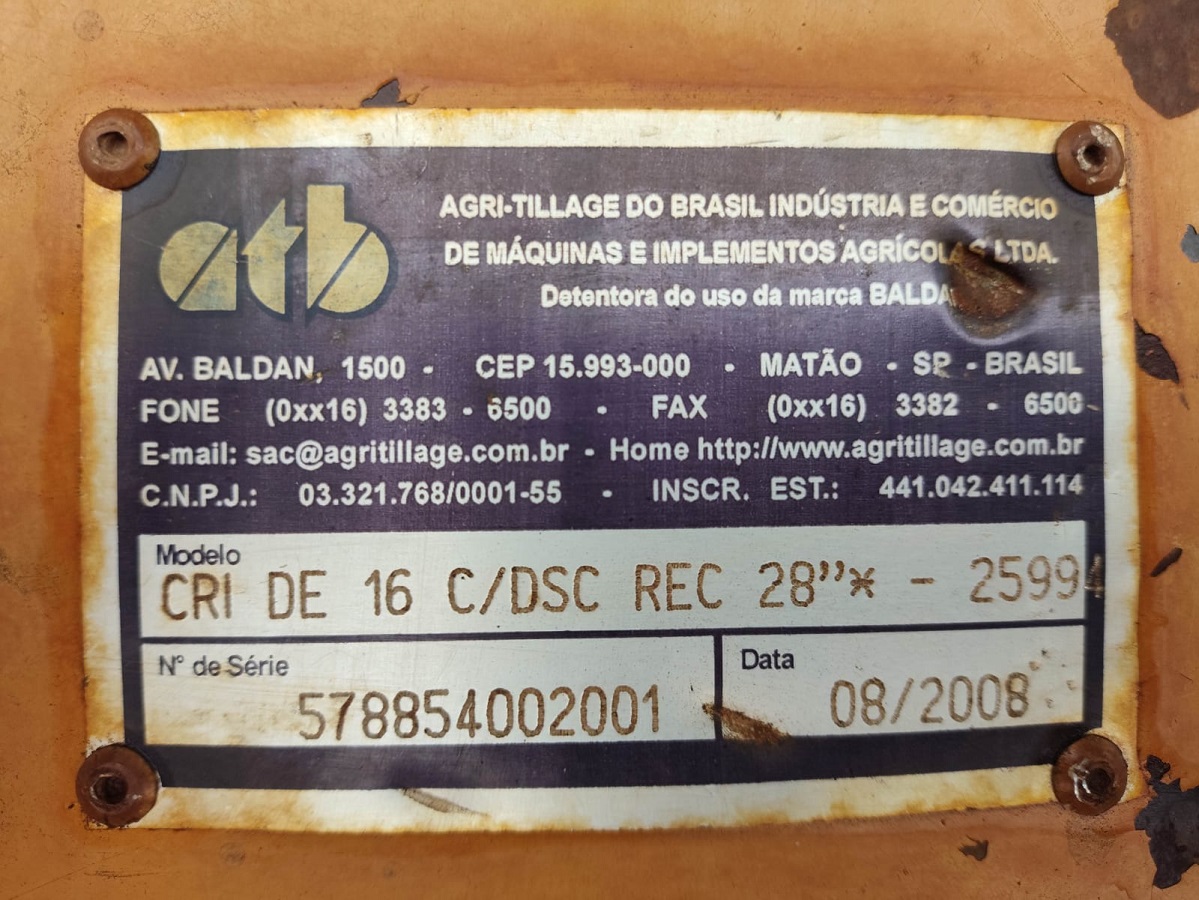 atb
AGRI-TILLAGE DO BRASIL INDÚSTRIA E COMÉRCIO
DE MÁQUINAS E IMPLEMENTOS AGRÍCOLAS LTDA.
Detentora do uso da marca
AV. BALDAN, 1500 - CEP 15.993-000 - MATÃO - SP - BRASIL
FONE (0xx16) 3383 - 6500 - FAX (0xx16) 3382 - 6500
E-mail: sac@agritillage.com.br - Home http://www.agritillage.com.br
C.N.P.J.: 03.321.768/0001-55 - INSCR. EST.: 441.042.411.114
Modelo
CRI DE 16 C/DSC REC 28”* - 25994
N° de Série
578854002001
Data
08/2008